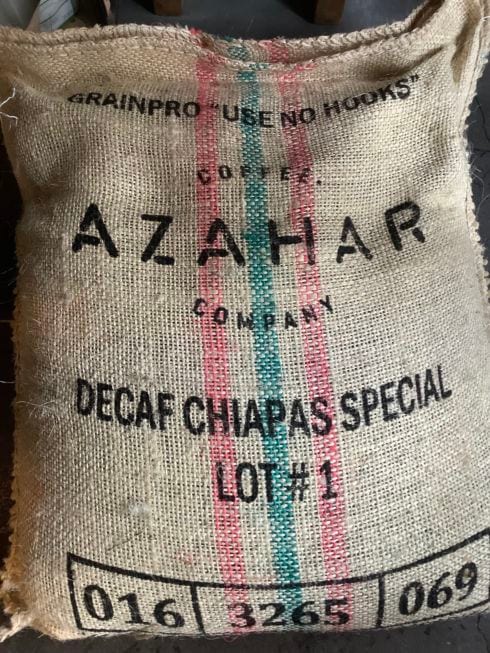 GRAINPRO "USE NO HOOKS"
COFFEE
AZAHAR
COMPANY
DECAF CHIAPAS SPECIAL
LOT # 1
016 3265 069